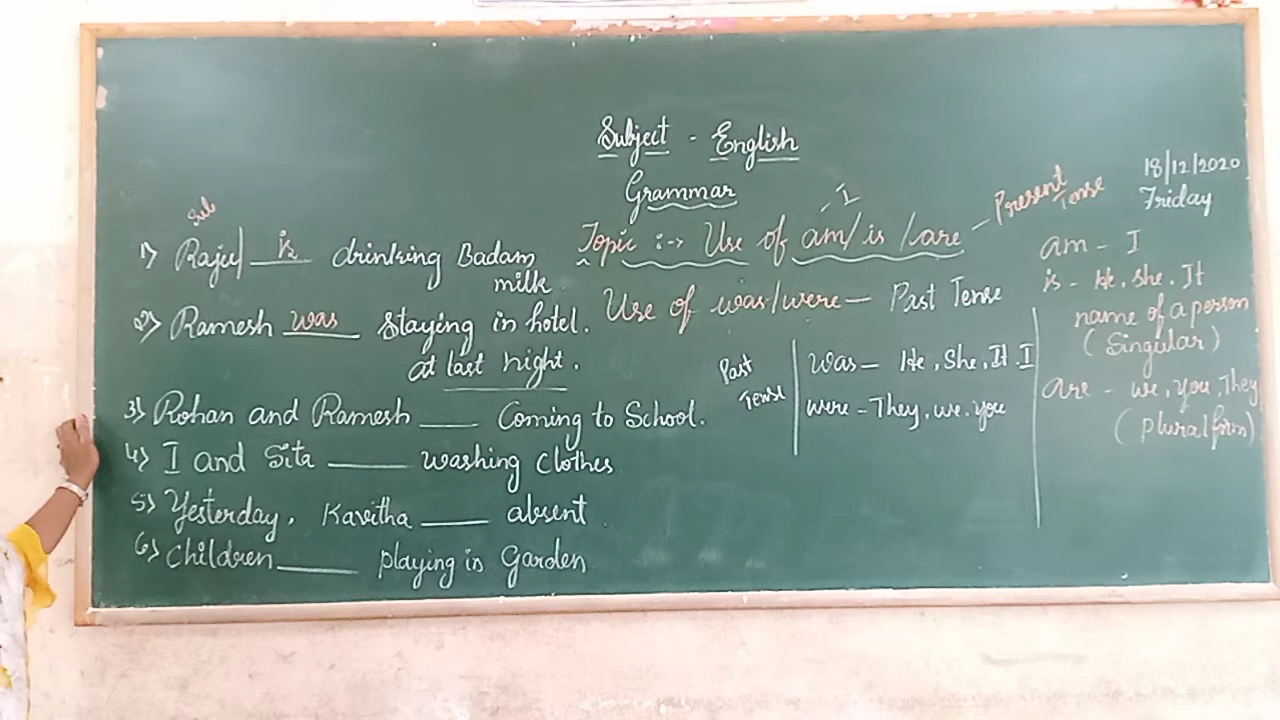 Subject - English
Grammar
18/12/2020
Friday
I
Topic :-> Use of am/is/are - Present Tense
Use of was/were - Past Tense
Sub
1) Raju| is drinking Badam
milk.
2) Ramesh was staying in hotel.
at last night.
3) Rohan and Ramesh ____ Coming to School.
4) I and Sita ____ washing clothes
5) Yesterday, Kavitha ____ absent.
6) Children ____ playing in Garden
Past
Tense
was - He, She, It, I
were - They, we, you
am - I
is - He, She, It
name of a person
(Singular)
are - we, you, They
(plural form)